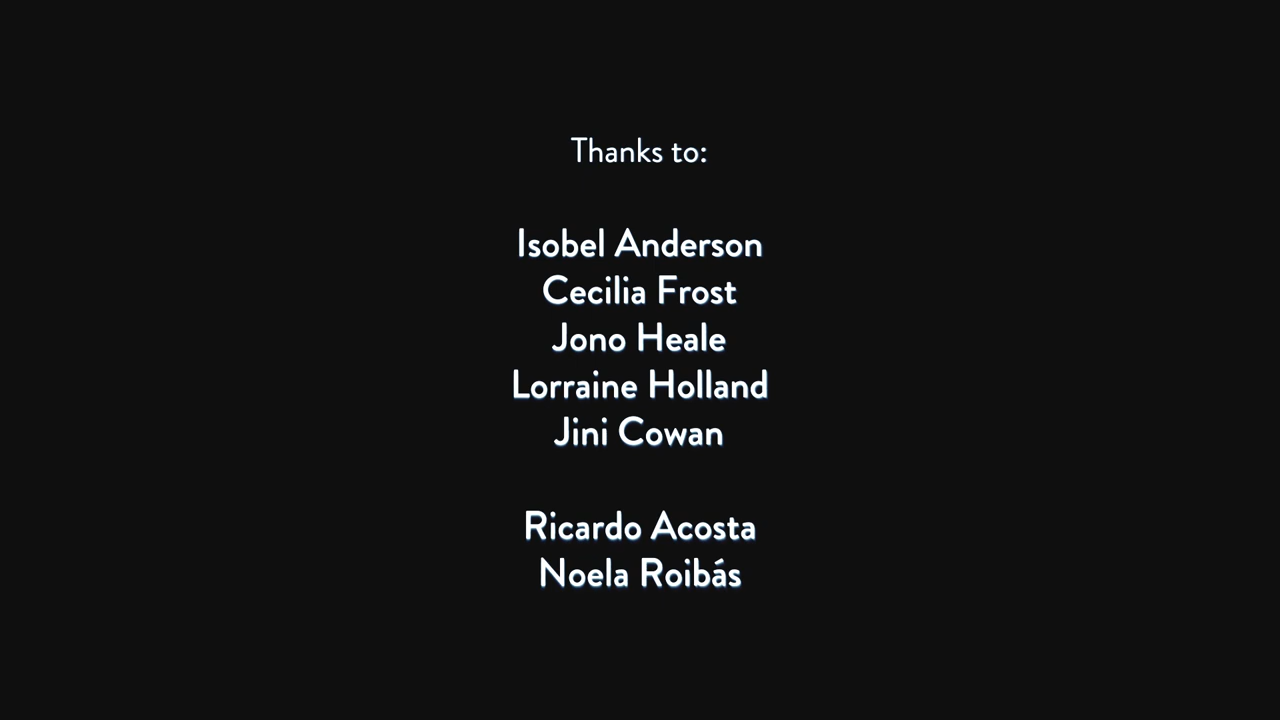 Thanks to:
Isobel Anderson
Cecilia Frost
Jono Heale
Lorraine Holland
Jini Cowan
Ricardo Acosta
Noela Roibás